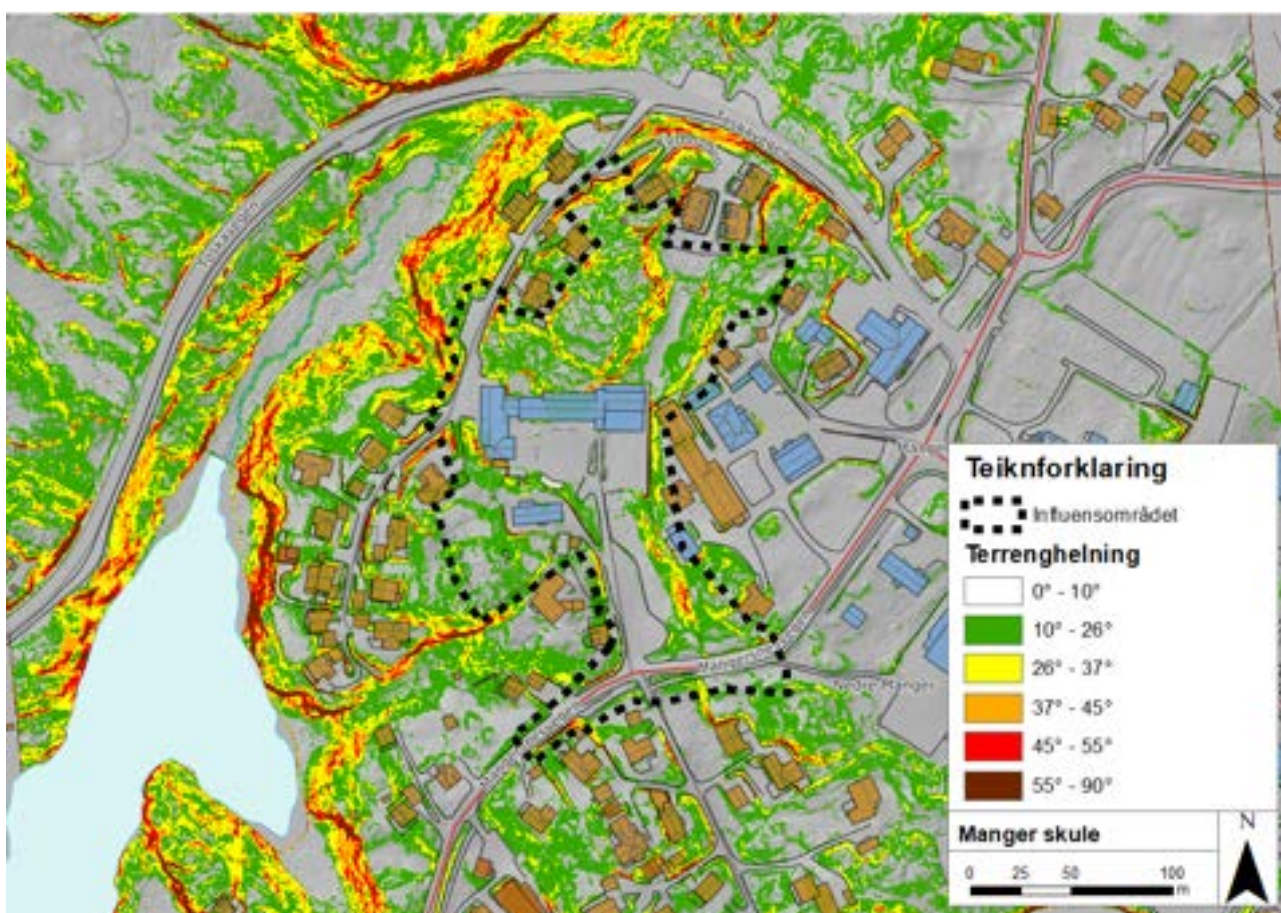 Teiknforklaring
Influensområdet
Terrenghelning
0° - 10°
10° - 26°
26° - 37°
37° - 45°
45° - 55°
55° - 90°
Manger skule
N
0 25 50 100
m
Nedre Manger